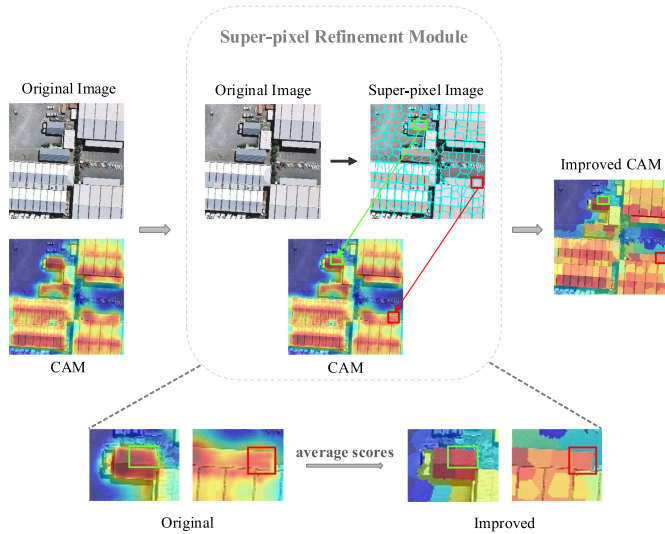 Super-pixel Refinement Module
Original Image
Original Image
Super-pixel Image
Improved CAM
CAM
CAM
average scores
Original
Improved